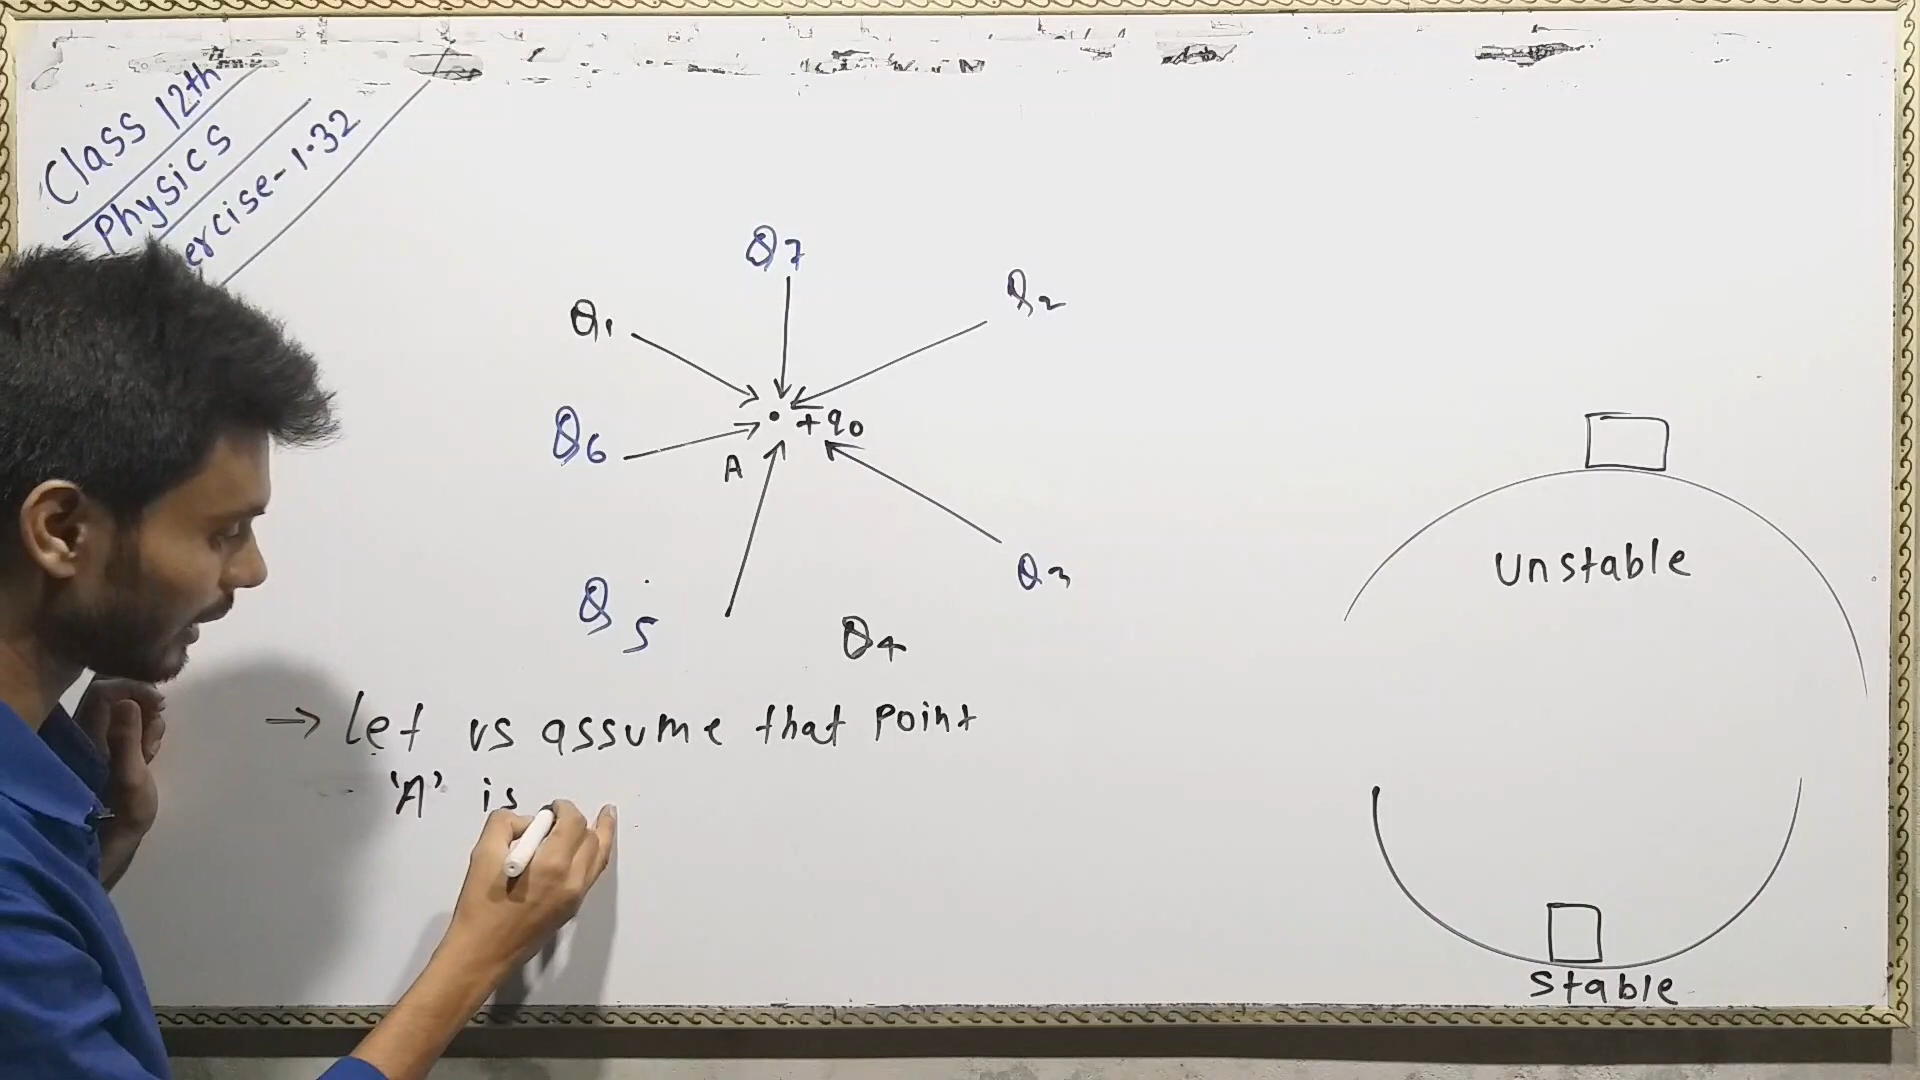 Class 12th
Physics
ercise-1.32
Q7
Q1
Q2
+q0
Q6
A
Q3
Q5
Q4
→ Let us assume that Point
'A' is
Unstable
Stable